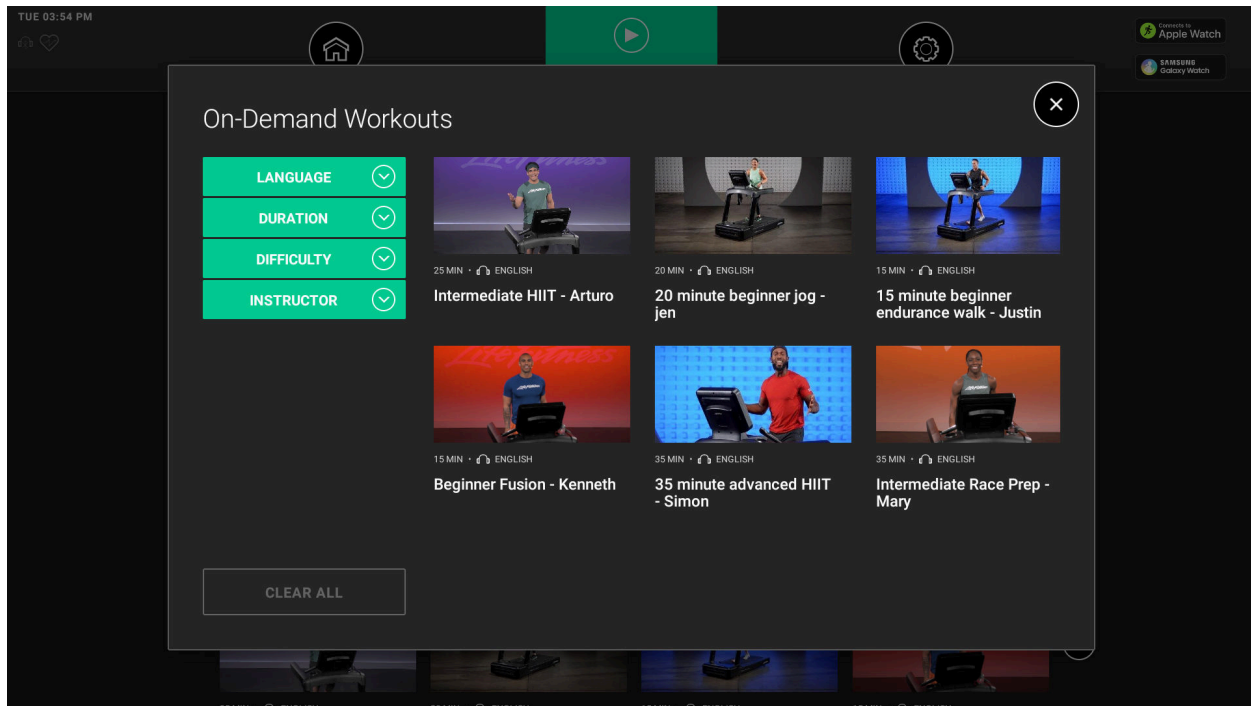 TUE 03:54 PM
Connects to
Apple Watch
SAMSUNG
Galaxy Watch
On-Demand Workouts
LANGUAGE
DURATION
DIFFICULTY
INSTRUCTOR
CLEAR ALL
25 MIN · ENGLISH
Intermediate HIIT - Arturo
20 MIN · ENGLISH
20 minute beginner jog -
jen
15 MIN · ENGLISH
15 minute beginner
endurance walk - Justin
15 MIN · ENGLISH
Beginner Fusion - Kenneth
35 MIN · ENGLISH
35 minute advanced HIIT
- Simon
35 MIN · ENGLISH
Intermediate Race Prep -
Mary